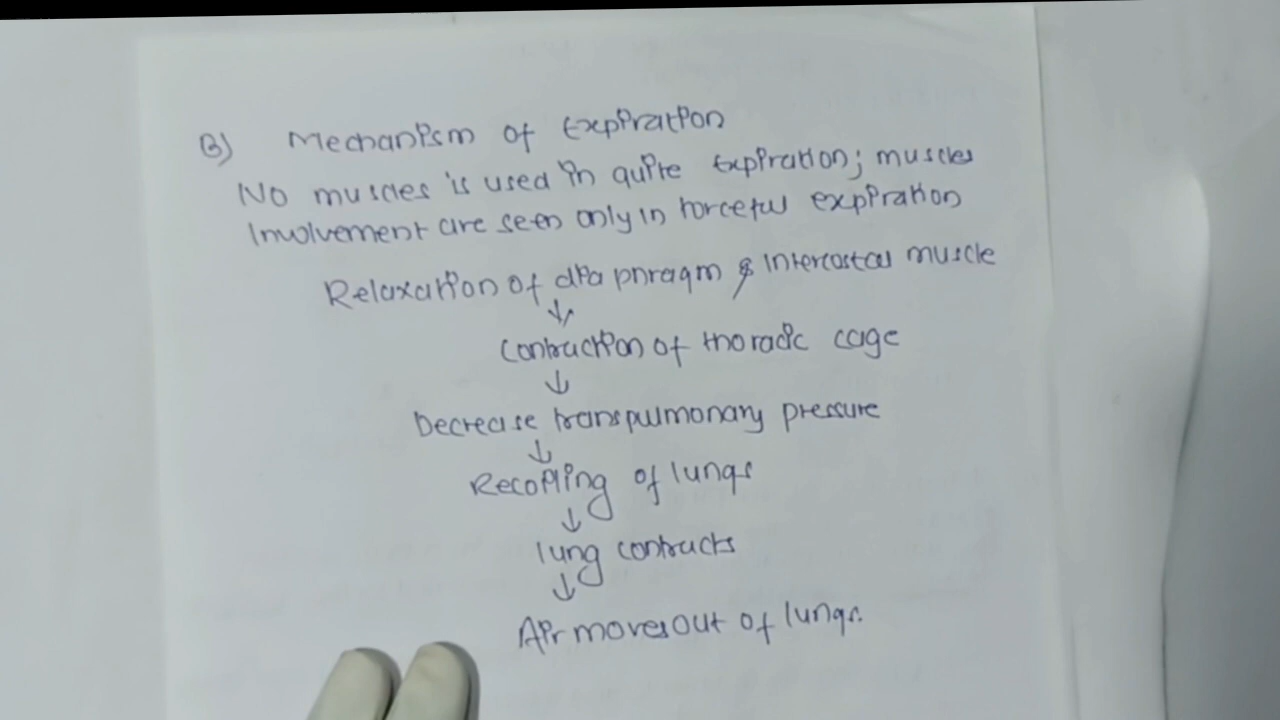 B) Mechanism of Expiration
No muscles is used in quite Expiration; muscles
Involvement are seen only in forceful expiration
Relaxation of diaphragm & Intercostal muscle
↓
Contraction of thoracic cage
↓
Decrease transpulmonary pressure
↓
Recoiling of lungs
↓
lung contracts
↓
Air moves out of lungs.